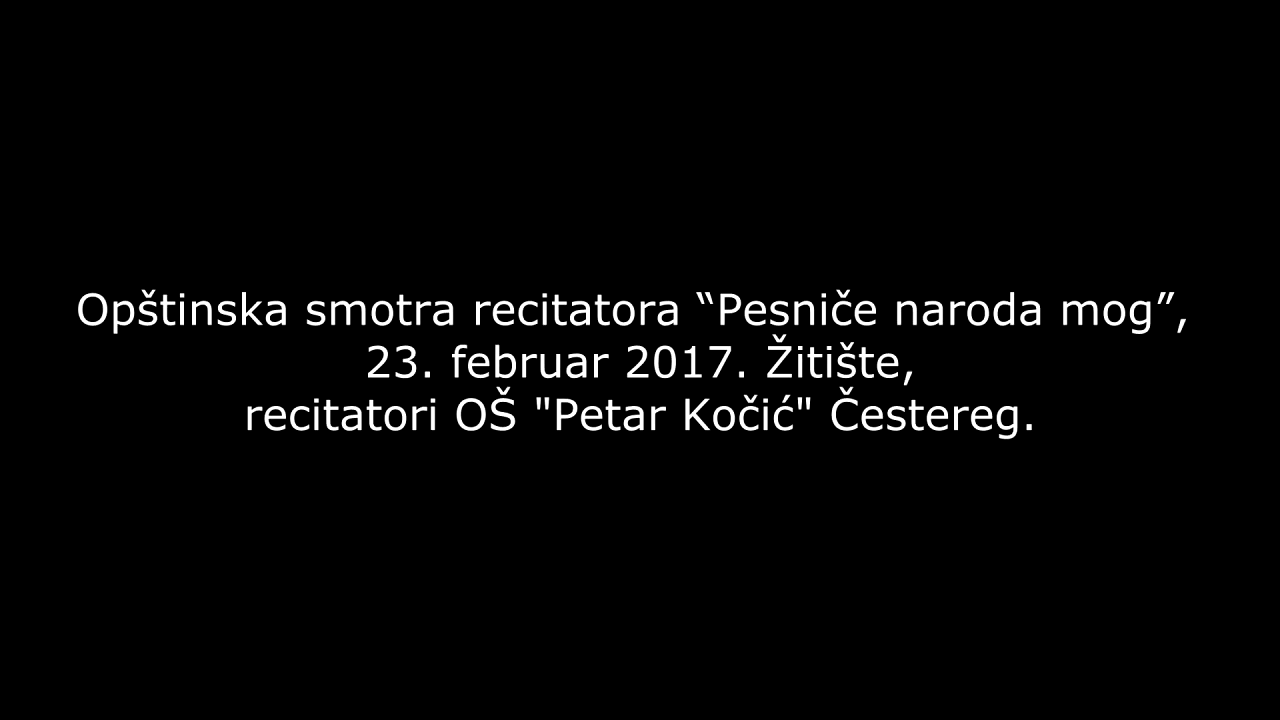 Opštinska smotra recitatora “Pesniče naroda mog”,
23. februar 2017. Žitište,
recitatori OŠ "Petar Kočić" Čestereg.